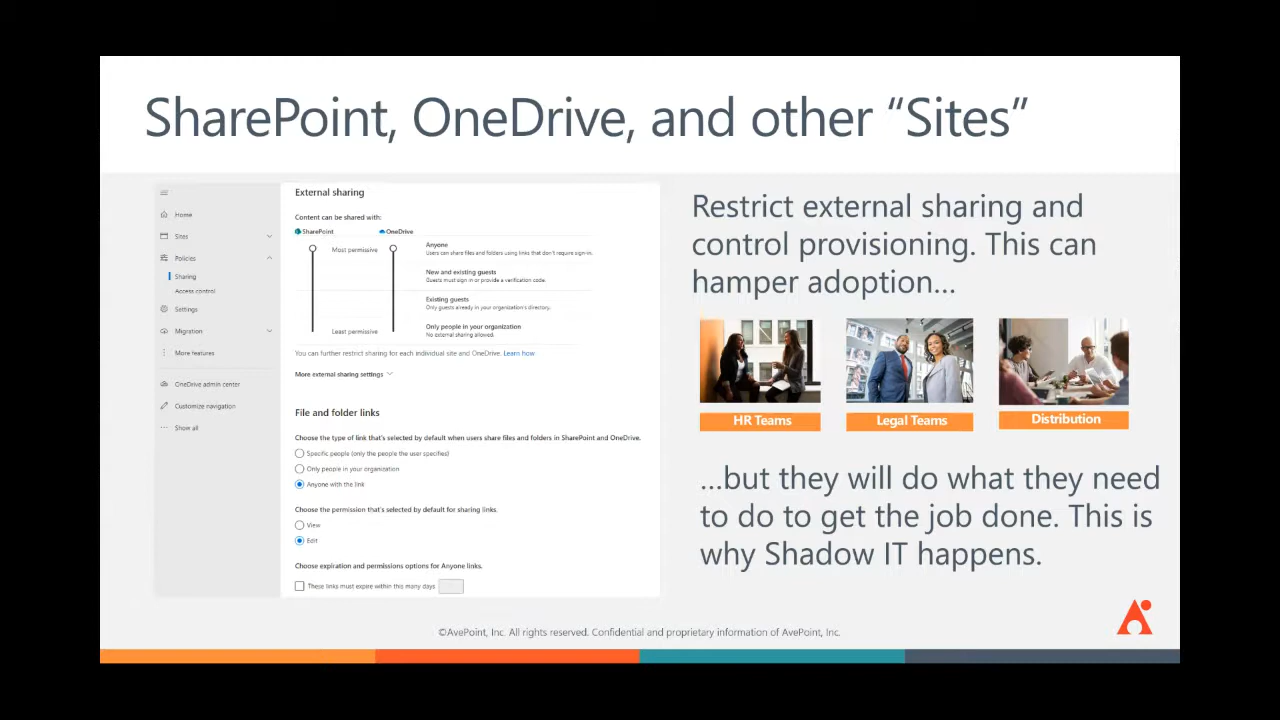 SharePoint, OneDrive, and other “Sites”
Home
Sites
Policies
Sharing
Access control
Settings
Migration
More features
OneDrive admin center
Customize navigation
Show all
External sharing
Content can be shared with:
SharePoint
OneDrive
Most permissive
Least permissive
Anyone
Users can share files and folders using links that don't require sign-in.
New and existing guests
Guests must sign in or provide a verification code.
Existing guests
Only guests already in your organization's directory.
Only people in your organization
No external sharing allowed.
You can further restrict sharing for each individual site and OneDrive. Learn how
More external sharing settings
File and folder links
Choose the type of link that's selected by default when users share files and folders in SharePoint and OneDrive.
Specific people (only the people the user specifies)
Only people in your organization
Anyone with the link
Choose the permission that's selected by default for sharing links.
View
Edit
Choose expiration and permissions options for Anyone links.
These links must expire within this many days
Restrict external sharing and
control provisioning. This can
hamper adoption…
HR Teams
Legal Teams
Distribution
…but they will do what they need
to do to get the job done. This is
why Shadow IT happens.
©AvePoint, Inc. All rights reserved. Confidential and proprietary information of AvePoint, Inc.